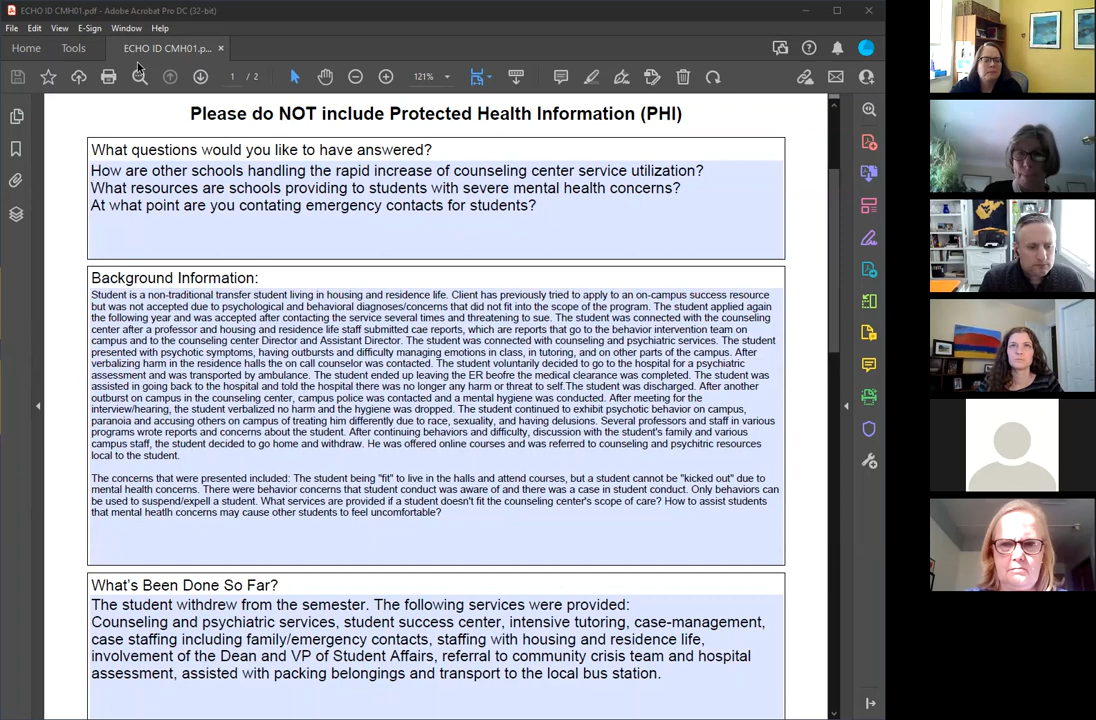 ECHO ID CMH01.pdf - Adobe Acrobat Pro DC (32-bit)
File Edit View E-Sign Window Help
Home Tools ECHO ID CMH01.p... ×
1 / 2 121%
Please do NOT include Protected Health Information (PHI)
What questions would you like to have answered?
How are other schools handling the rapid increase of counseling center service utilization?
What resources are schools providing to students with severe mental health concerns?
At what point are you contating emergency contacts for students?
Background Information:
Student is a non-traditional transfer student living in housing and residence life. Client has previously tried to apply to an on-campus success resource
but was not accepted due to psychological and behavioral diagnoses/concerns that did not fit into the scope of the program. The student applied again
the following year and was accepted after contacting the service several times and threatening to sue. The student was connected with the counseling
center after a professor and housing and residence life staff submitted cae reports, which are reports that go to the behavior intervention team on
campus and to the counseling center Director and Assistant Director. The student was connected with counseling and psychiatric services. The student
presented with psychotic symptoms, having outbursts and difficulty managing emotions in class, in tutoring, and on other parts of the campus. After
verbalizing harm in the residence halls the on call counselor was contacted. The student voluntarily decided to go to the hospital for a psychiatric
assessment and was transported by ambulance. The student ended up leaving the ER beofre the medical clearance was completed. The student was
assisted in going back to the hospital and told the hospital there was no longer any harm or threat to self.The student was discharged. After another
outburst on campus in the counseling center, campus police was contacted and a mental hygiene was conducted. After meeting for the
interview/hearing, the student verbalized no harm and the hygiene was dropped. The student continued to exhibit psychotic behavior on campus,
paranoia and accusing others on campus of treating him differently due to race, sexuality, and having delusions. Several professors and staff in various
programs wrote reports and concerns about the student. After continuing behaviors and difficulty, discussion with the student's family and various
campus staff, the student decided to go home and withdraw. He was offered online courses and was referred to counseling and psychitric resources
local to the student.
The concerns that were presented included: The student being "fit" to live in the halls and attend courses, but a student cannot be "kicked out" due to
mental health concerns. There were behavior concerns that student conduct was aware of and there was a case in student conduct. Only behaviors can
be used to suspend/expell a student. What services are provided if a student doesn't fit the counseling center's scope of care? How to assist students
that mental heatlh concerns may cause other students to feel uncomfortable?
What's Been Done So Far?
The student withdrew from the semester. The following services were provided:
Counseling and psychiatric services, student success center, intensive tutoring, case-management,
case staffing including family/emergency contacts, staffing with housing and residence life,
involvement of the Dean and VP of Student Affairs, referral to community crisis team and hospital
assessment, assisted with packing belongings and transport to the local bus station.